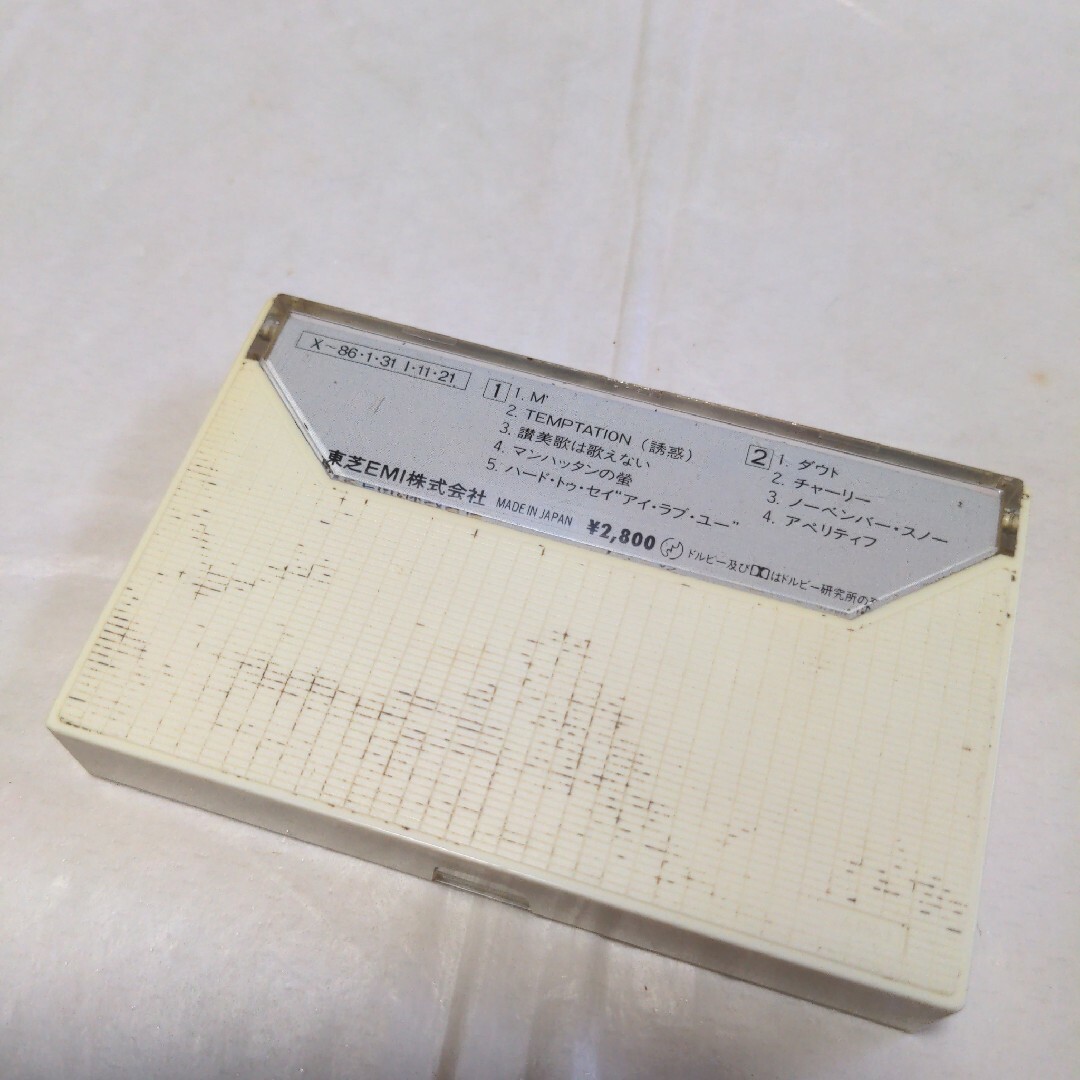 X-86・1・31 I・11・21
1
1. M'
2. TEMPTATION (誘惑)
3. 讃美歌は歌えない
4. マンハッタンの螢
5. ハード・トゥ・セイ"アイ・ラブ・ユー"
2
1. ダウト
2. チャーリー
3. ノーベンバー・スノー
4. アペリティフ
東芝EMI株式会社 MADE IN JAPAN ¥2,800 ドルビー及びはドルビー研究所の